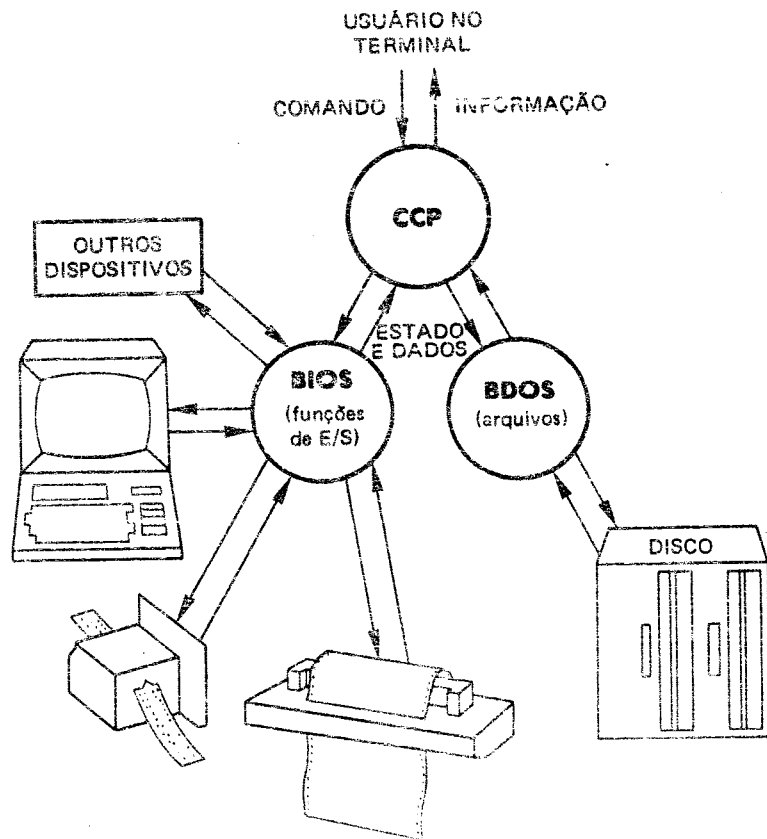 USUÁRIO NO
TERMINAL
COMANDO
INFORMAÇÃO
CCP
OUTROS
DISPOSITIVOS
ESTADO
E DADOS
BIOS
(funções
de E/S)
BDOS
(arquivos)
DISCO